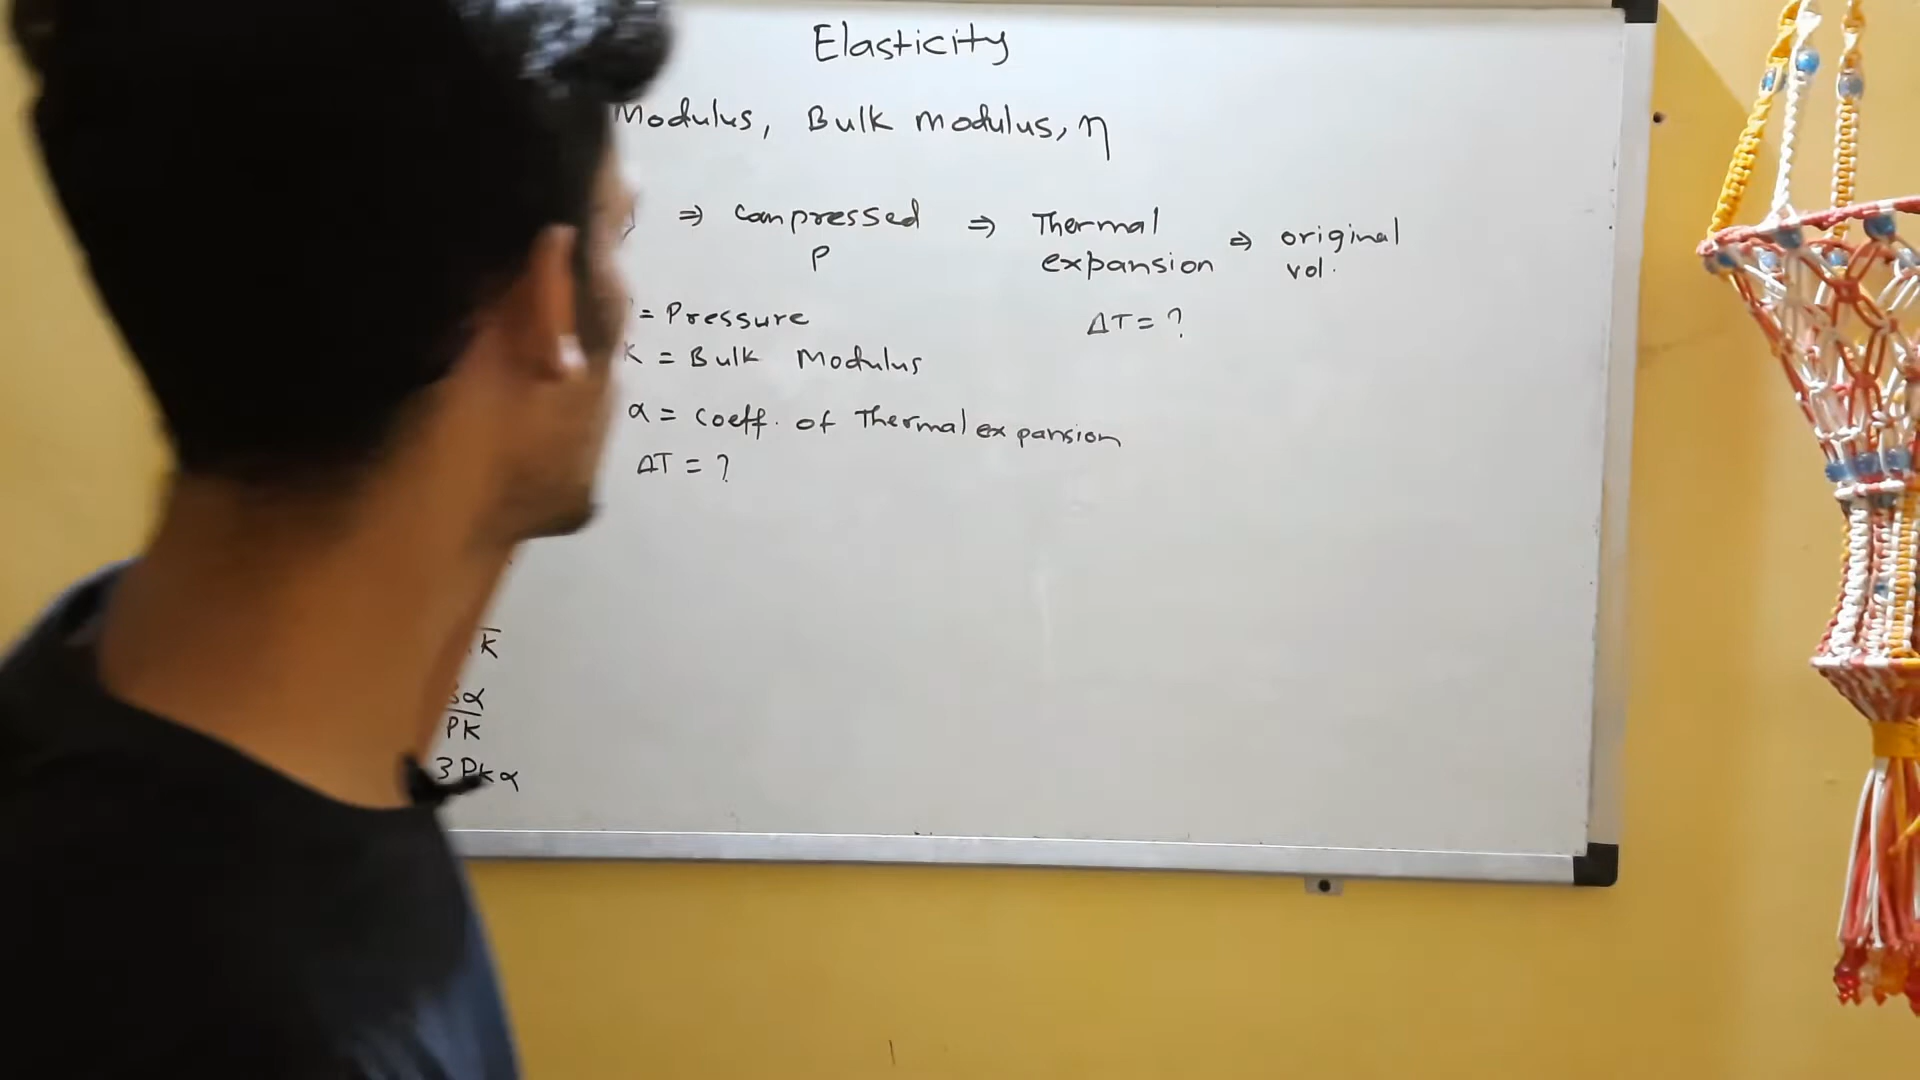 Elasticity
Modulus, Bulk modulus, η
⇒ compressed ⇒ Thermal expansion ⇒ original vol.
P
= Pressure
ΔT = ?
K = Bulk Modulus
α = coeff. of Thermal expansion
ΔT = ?
K
3α
PK
3PKα